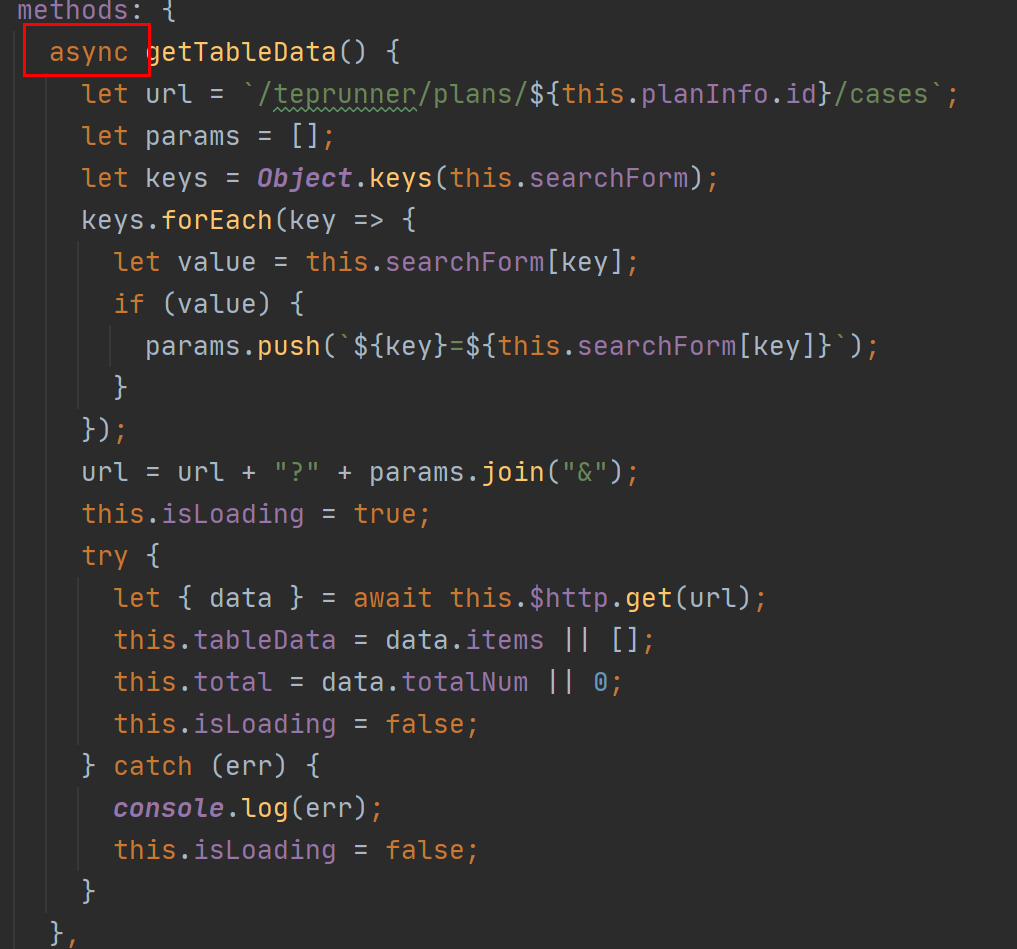 methods: {
async getTableData() {
let url = `/teprunner/plans/${this.planInfo.id}/cases`;
let params = [];
let keys = Object.keys(this.searchForm);
keys.forEach(key => {
let value = this.searchForm[key];
if (value) {
params.push(`${key}=${this.searchForm[key]}`);
}
});
url = url + "?" + params.join("&");
this.isLoading = true;
try {
let { data } = await this.$http.get(url);
this.tableData = data.items || [];
this.total = data.totalNum || 0;
this.isLoading = false;
} catch (err) {
console.log(err);
this.isLoading = false;
}
},